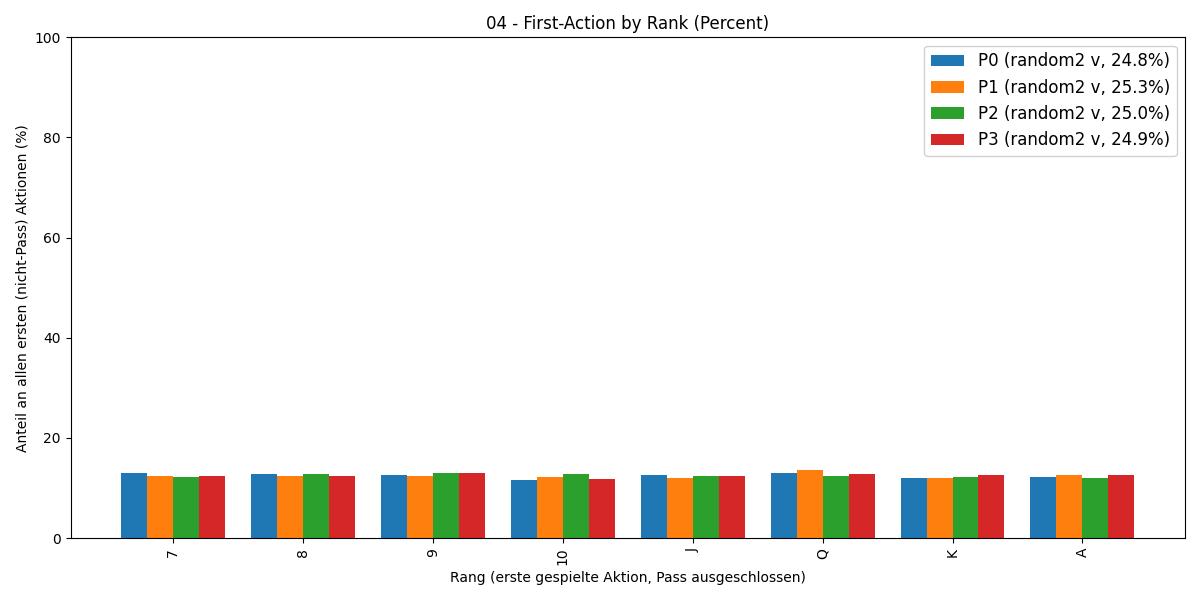 04 - First-Action by Rank (Percent)
Anteil an allen ersten (nicht-Pass) Aktionen (%)
100
80
60
40
20
0
P0 (random2 v, 24.8%)
P1 (random2 v, 25.3%)
P2 (random2 v, 25.0%)
P3 (random2 v, 24.9%)
7
8
9
10
J
Q
K
A
Rang (erste gespielte Aktion, Pass ausgeschlossen)